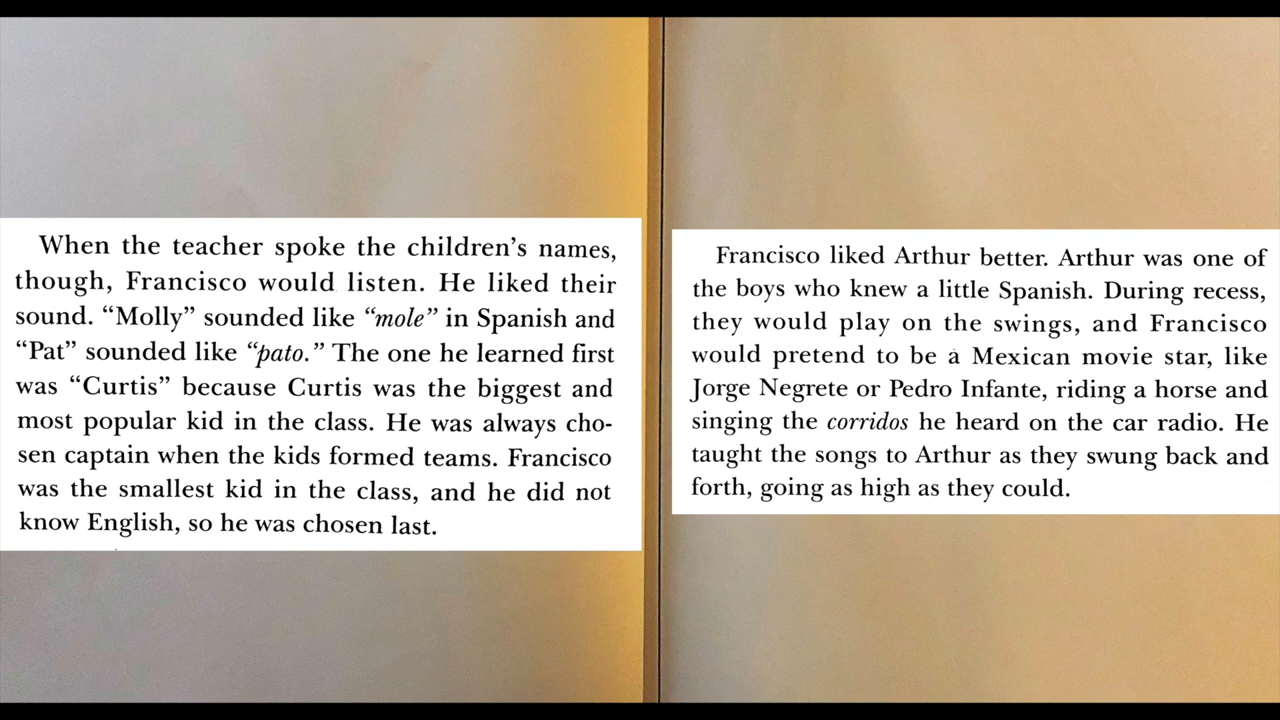 When the teacher spoke the children's names,
though, Francisco would listen. He liked their
sound. “Molly” sounded like “mole” in Spanish and
“Pat” sounded like “pato.” The one he learned first
was “Curtis” because Curtis was the biggest and
most popular kid in the class. He was always cho-
sen captain when the kids formed teams. Francisco
was the smallest kid in the class, and he did not
know English, so he was chosen last.
Francisco liked Arthur better. Arthur was one of
the boys who knew a little Spanish. During recess,
they would play on the swings, and Francisco
would pretend to be a Mexican movie star, like
Jorge Negrete or Pedro Infante, riding a horse and
singing the corridos he heard on the car radio. He
taught the songs to Arthur as they swung back and
forth, going as high as they could.